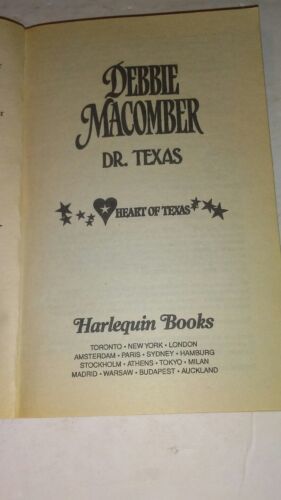 DEBBIE
MACOMBER
DR. TEXAS
HEART OF TEXAS
Harlequin Books
TORONTO • NEW YORK • LONDON
AMSTERDAM • PARIS • SYDNEY • HAMBURG
STOCKHOLM • ATHENS • TOKYO • MILAN
MADRID • WARSAW • BUDAPEST • AUCKLAND